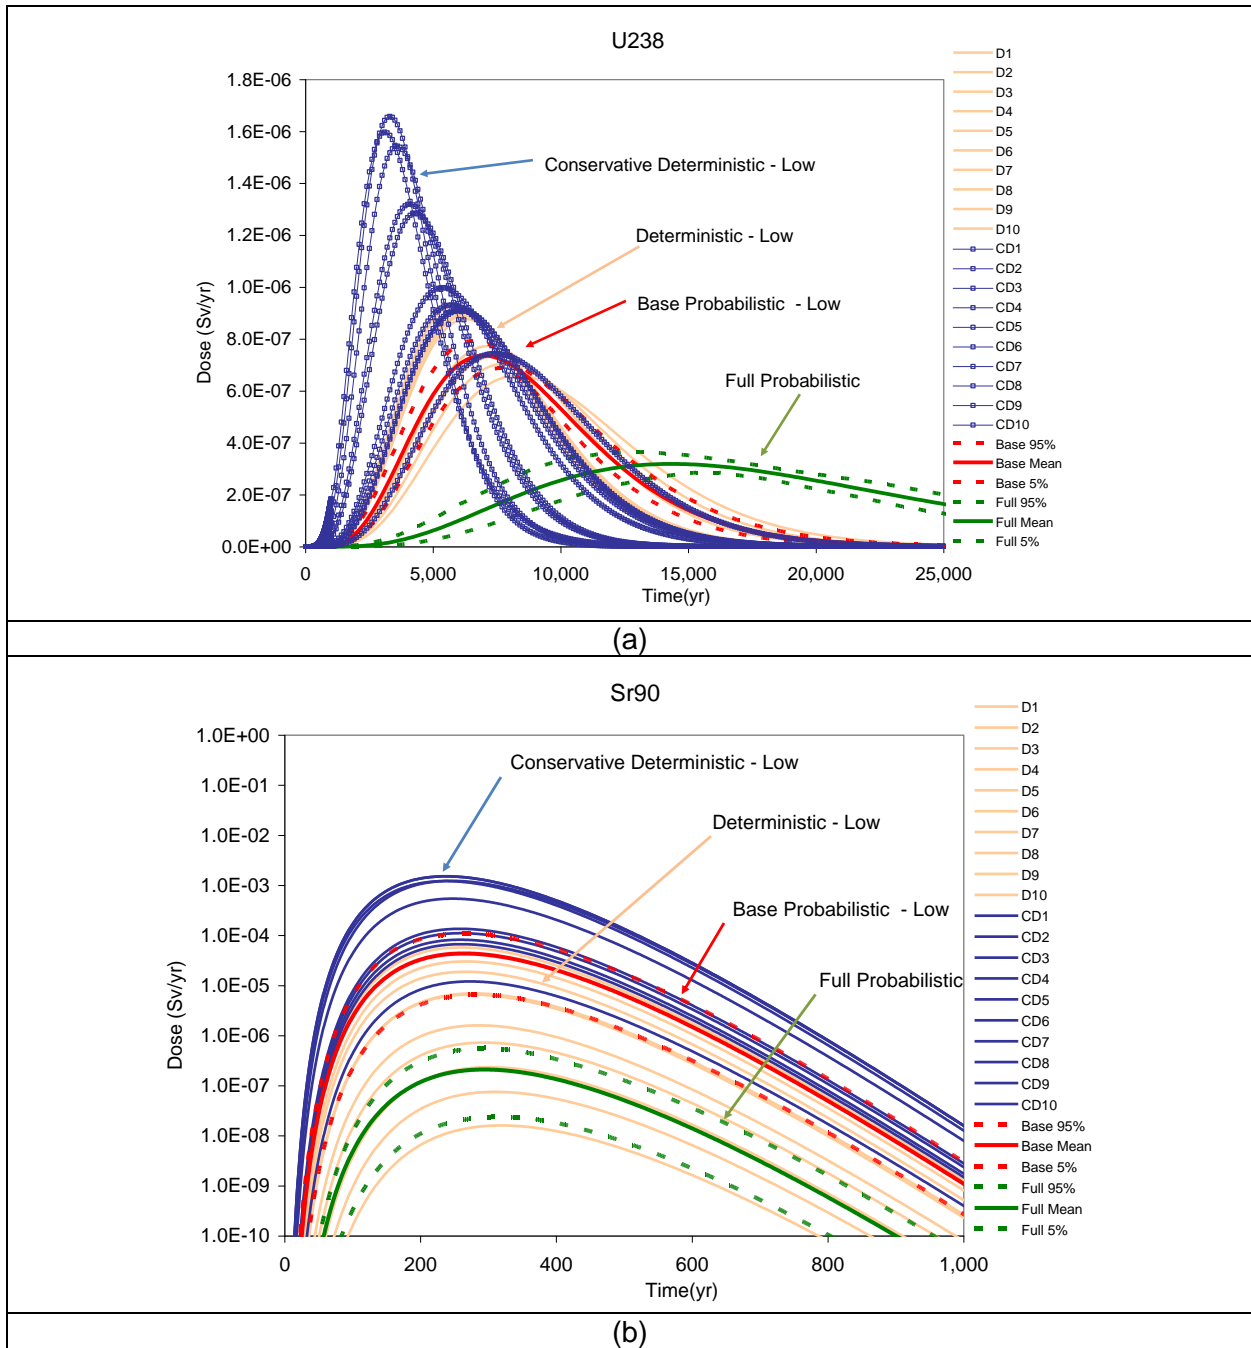 U238
1.8E-06
1.6E-06
1.4E-06
1.2E-06
1.0E-06
8.0E-07
6.0E-07
4.0E-07
2.0E-07
0.0E+00
Dose (Sv/yr)
0 5,000 10,000 15,000 20,000 25,000
Time(yr)
Conservative Deterministic - Low
Deterministic - Low
Base Probabilistic - Low
Full Probabilistic
D1
D2
D3
D4
D5
D6
D7
D8
D9
D10
CD1
CD2
CD3
CD4
CD5
CD6
CD7
CD8
CD9
CD10
Base 95%
Base Mean
Base 5%
Full 95%
Full Mean
Full 5%
(a)
Sr90
1.0E+00
1.0E-01
1.0E-02
1.0E-03
1.0E-04
1.0E-05
1.0E-06
1.0E-07
1.0E-08
1.0E-09
1.0E-10
Dose (Sv/yr)
0 200 400 600 800 1,000
Time(yr)
Conservative Deterministic - Low
Deterministic - Low
Base Probabilistic - Low
Full Probabilistic
D1
D2
D3
D4
D5
D6
D7
D8
D9
D10
CD1
CD2
CD3
CD4
CD5
CD6
CD7
CD8
CD9
CD10
Base 95%
Base Mean
Base 5%
Full 95%
Full Mean
Full 5%
(b)